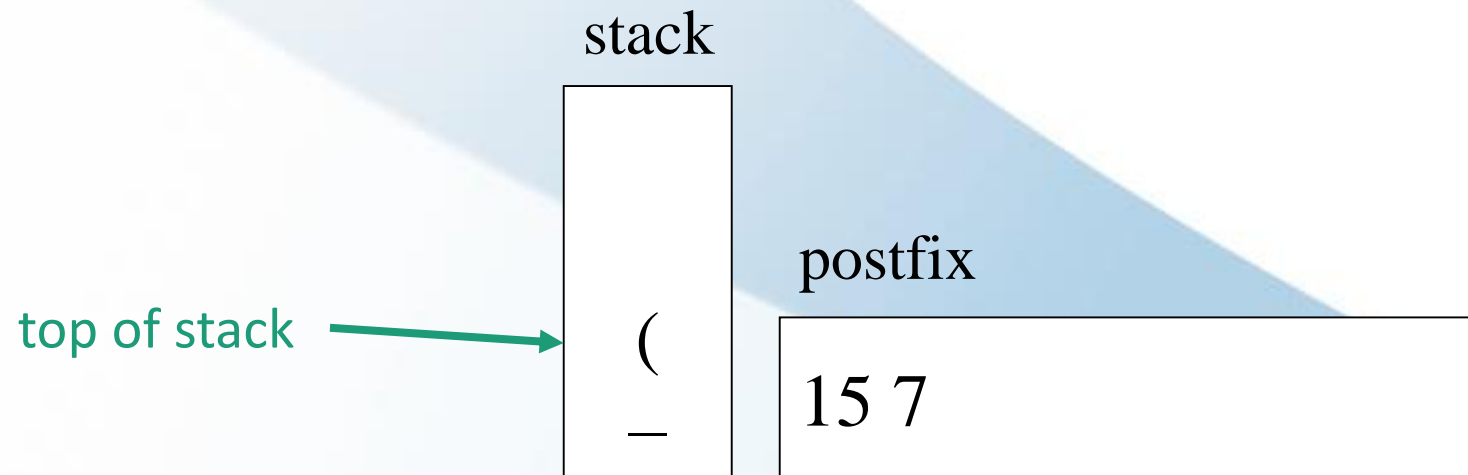 stack
postfix
top of stack
(
15 7
–